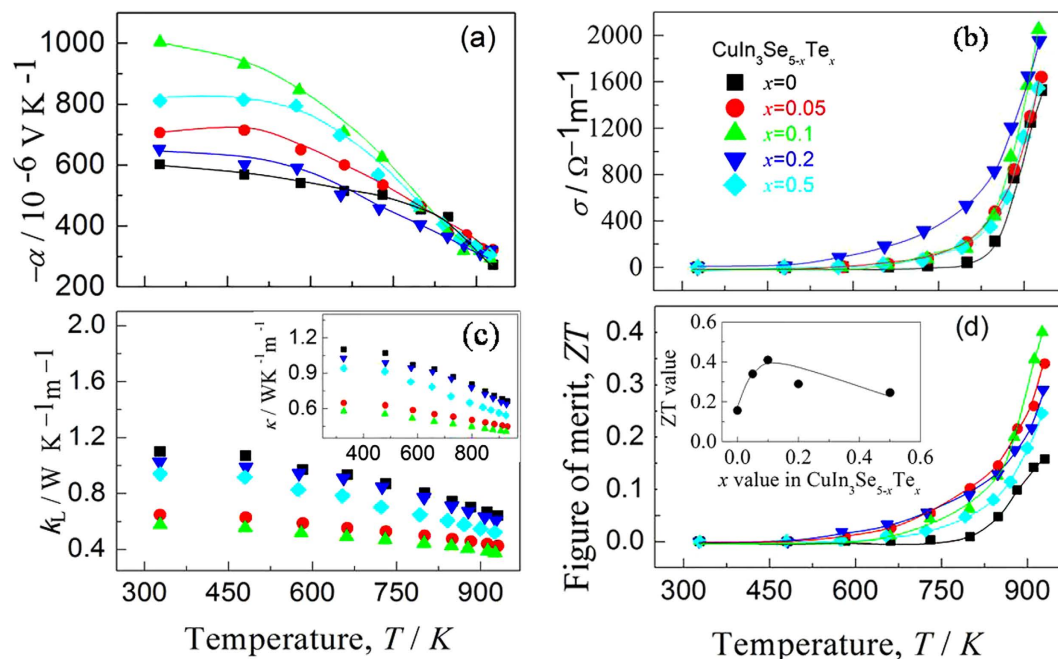 (a)
1000
800
600
400
200
−α / 10⁻⁶ V K⁻¹
(b)
CuIn₃Se₅₋ₓTeₓ
x=0
x=0.05
x=0.1
x=0.2
x=0.5
2000
1600
1200
800
400
0
σ / Ω⁻¹m⁻¹
(c)
2.0
1.6
1.2
0.8
0.4
k_L / W K⁻¹m⁻¹
1.2
0.9
0.6
κ / WK⁻¹m⁻¹
400 600 800
300 450 600 750 900
Temperature, T / K
(d)
0.4
0.3
0.2
0.1
0.0
Figure of merit, ZT
0.6
0.4
0.2
0.0
ZT value
0.0 0.2 0.4 0.6
x value in CuIn₃Se₅₋ₓTeₓ
300 450 600 750 900
Temperature, T / K